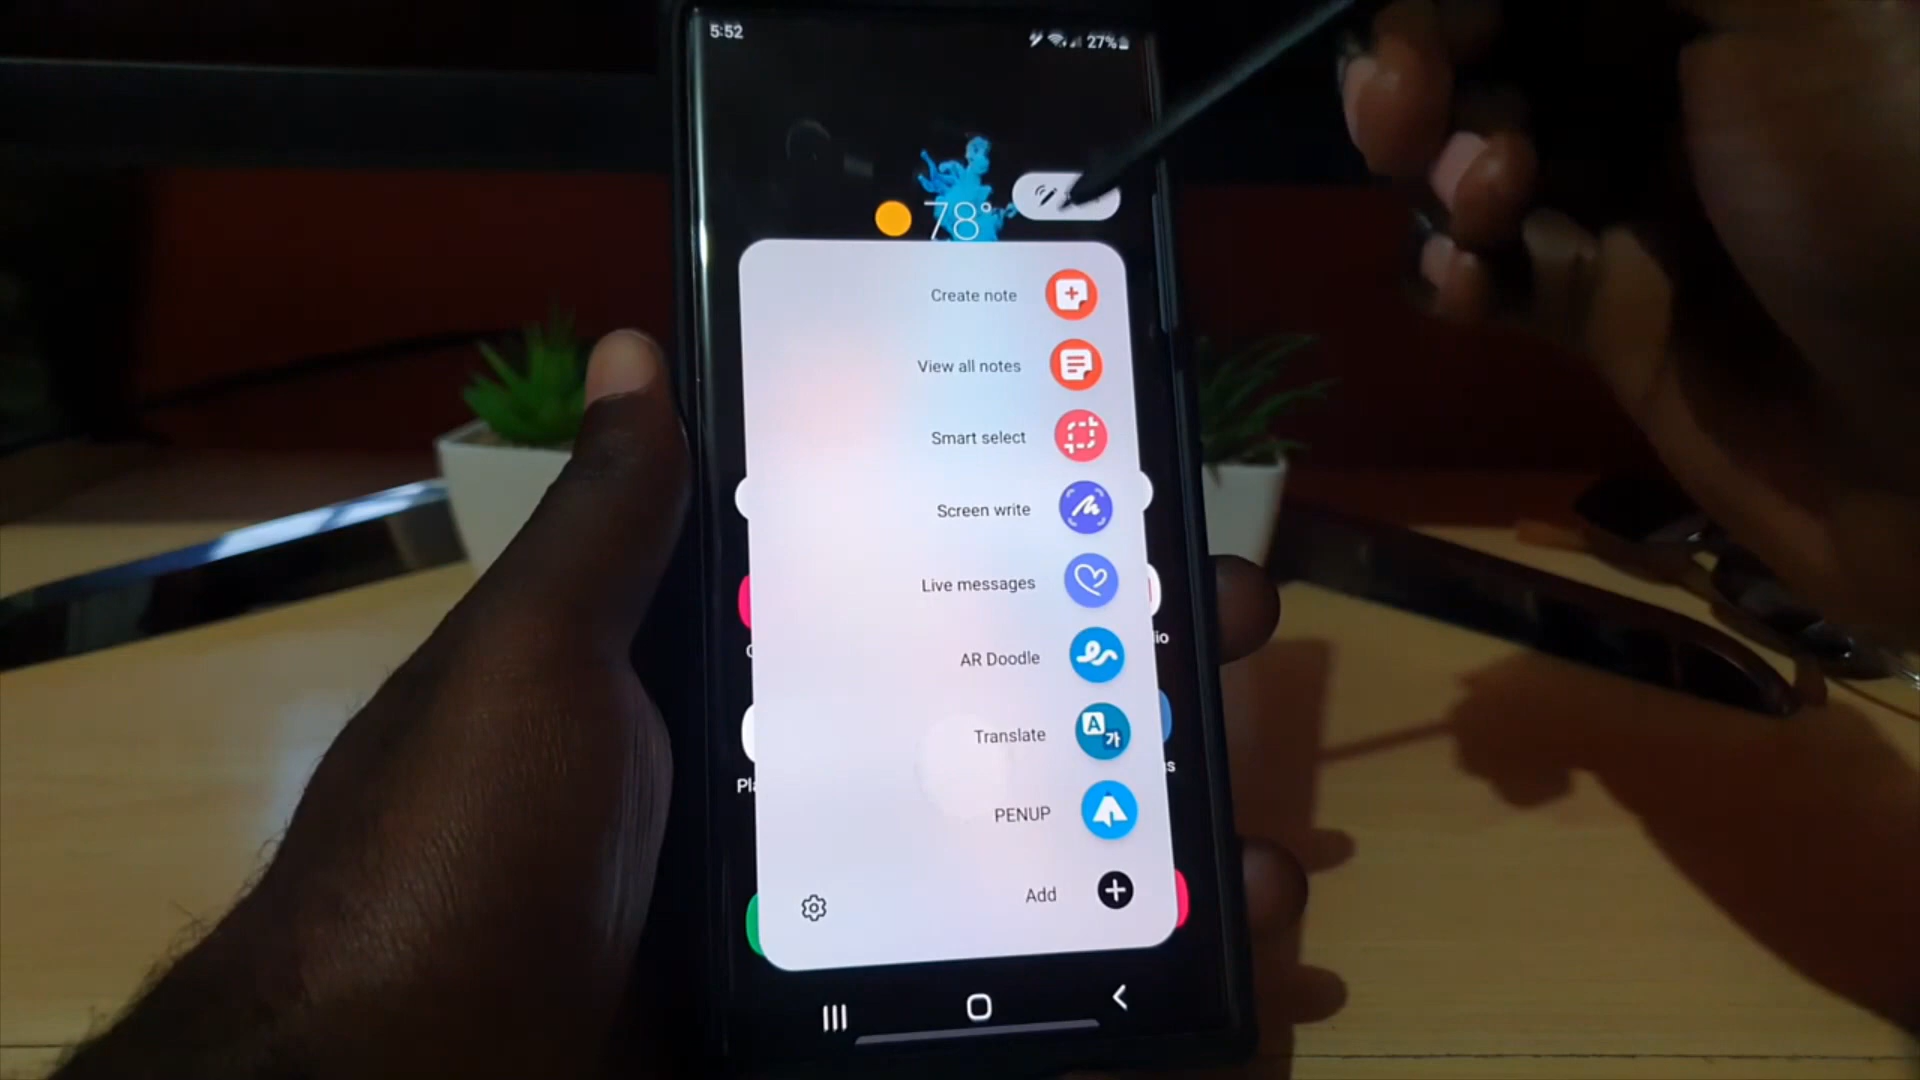 5:52
27%
78°
Create note
View all notes
Smart select
Screen write
Live messages
AR Doodle
Translate
PENUP
Add